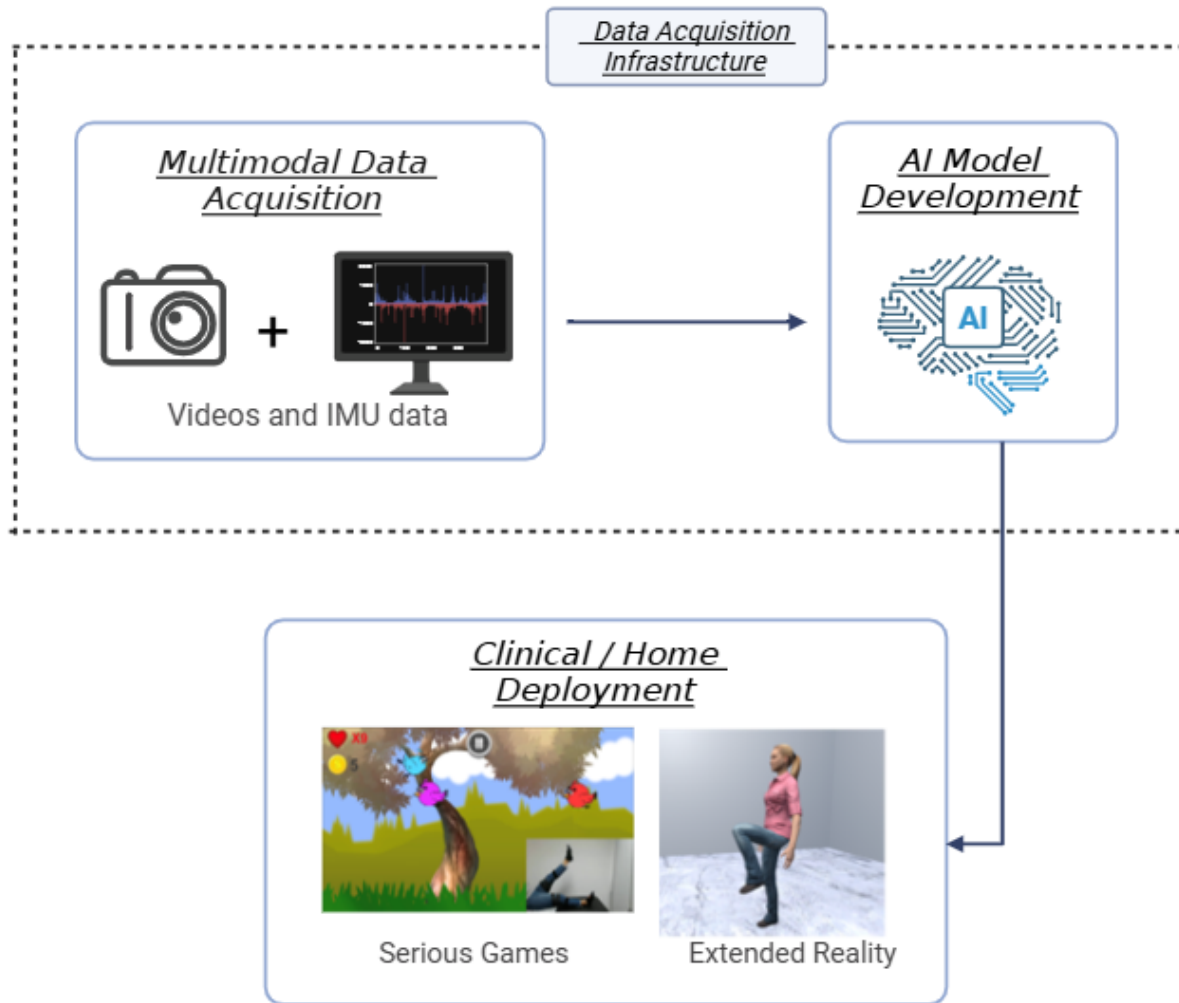 Data Acquisition
Infrastructure
Multimodal Data
Acquisition
Videos and IMU data
+
AI Model
Development
AI
Clinical / Home
Deployment
X9
5
Serious Games
Extended Reality